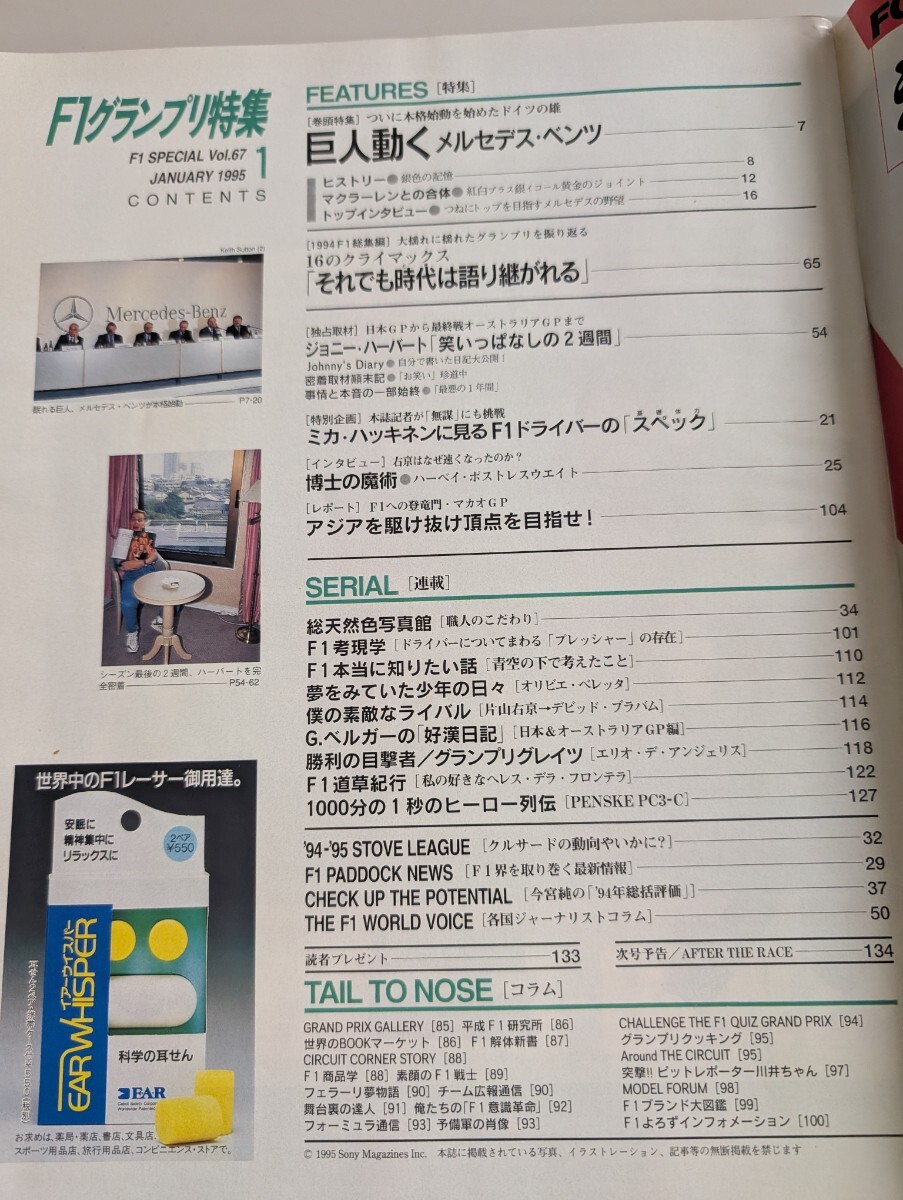 F1グランプリ特集
F1 SPECIAL Vol.67
JANUARY 1995 1
CONTENTS
Keith Sutton (2)
Mercedes-Benz
眠れる巨人、メルセデス・ベンツが本格始動 P7-20
シーズン最後の2週間、ハーバートを完
全密着 P54-62
世界中のF1レーサー御用達。
安眠に
精神集中に
リラックスに
2ペア
¥550
イアーウイスパー
EAR WHISPER
科学の耳せん
EAR
お求めは、薬局・薬店、書店、文具店、
スポーツ用品店、旅行用品店、コンビニエンス・ストアで。
FEATURES [特集]
[巻頭特集] ついに本格始動を始めたドイツの雄
巨人動く メルセデス・ベンツ 7
ヒストリー●銀色の記憶 8
マクラーレンとの合体●紅白プラス銀イコール黄金のジョイント 12
トップインタビュー●つねにトップを目指すメルセデスの野望 16
[1994 F1総集編] 大揺れに揺れたグランプリを振り返る
16のクライマックス
「それでも時代は語り継がれる」 65
[独占取材] 日本GPから最終戦オーストラリアGPまで
ジョニー・ハーバート「笑いっぱなしの2週間」 54
Johnny's Diary●自分で書いた日記大公開！
密着取材顛末記●「お笑い」珍道中
事情と本音の一部始終●「最悪の1年間」
[特別企画] 本誌記者が「無謀」にも挑戦
ミカ・ハッキネンに見るF1ドライバーの「スペック」 21
[インタビュー] 右京はなぜ速くなったのか？
博士の魔術●ハーベイ・ポストレスウエイト 25
[レポート] F1への登竜門・マカオGP
アジアを駆け抜け頂点を目指せ！ 104
SERIAL [連載]
総天然色写真館 [職人のこだわり] 34
F1考現学 [ドライバーについてまわる「プレッシャー」の存在] 101
F1本当に知りたい話 [青空の下で考えたこと] 110
夢をみていた少年の日々 [オリビエ・ベレッタ] 112
僕の素敵なライバル [片山右京→デビッド・ブラバム] 114
G.ベルガーの「好漢日記」 [日本＆オーストラリアGP編] 116
勝利の目撃者／グランプリグレイツ [エリオ・デ・アンジェリス] 118
F1道草紀行 [私の好きなヘレス・デラ・フロンテラ] 122
1000分の1秒のヒーロー列伝 [PENSKE PC3-C] 127
'94-'95 STOVE LEAGUE [クルサードの動向やいかに？] 32
F1 PADDOCK NEWS [F1界を取り巻く最新情報] 29
CHECK UP THE POTENTIAL [今宮純の「'94年総括評価」] 37
THE F1 WORLD VOICE [各国ジャーナリストコラム] 50
読者プレゼント 133
次号予告／AFTER THE RACE 134
TAIL TO NOSE [コラム]
GRAND PRIX GALLERY [85] 平成F1研究所 [86]
世界のBOOKマーケット [86] F1解体新書 [87]
CIRCUIT CORNER STORY [88]
F1商品学 [88] 素顔のF1戦士 [89]
フェラーリ夢物語 [90] チーム広報通信 [90]
舞台裏の達人 [91] 俺たちの「F1意識革命」 [92]
フォーミュラ通信 [93] 予備軍の肖像 [93]
CHALLENGE THE F1 QUIZ GRAND PRIX [94]
グランプリクッキング [95]
Around THE CIRCUIT [95]
突撃!! ピットレポーター川井ちゃん [97]
MODEL FORUM [98]
F1ブランド大図鑑 [99]
F1よろずインフォメーション [100]
© 1995 Sony Magazines Inc. 本誌に掲載されている写真、イラストレーション、記事等の無断掲載を禁じます